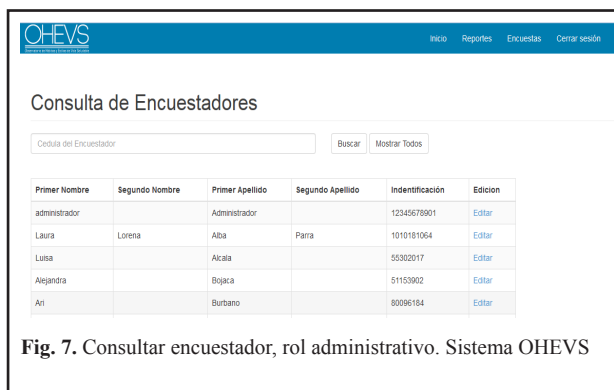 OHEVS
Inicio Reportes Encuestas Cerrar sesión
Consulta de Encuestadores
Cedula del Encuestador Buscar Mostrar Todos
Primer Nombre Segundo Nombre Primer Apellido Segundo Apellido Indentificación Edicion
administrador Administrador 12345678901 Editar
Laura Lorena Alba Parra 1010181064 Editar
Luisa Alcala 55302017 Editar
Alejandra Bojaca 51153902 Editar
Ari Burbano 80096184 Editar
Fig. 7. Consultar encuestador, rol administrativo. Sistema OHEVS